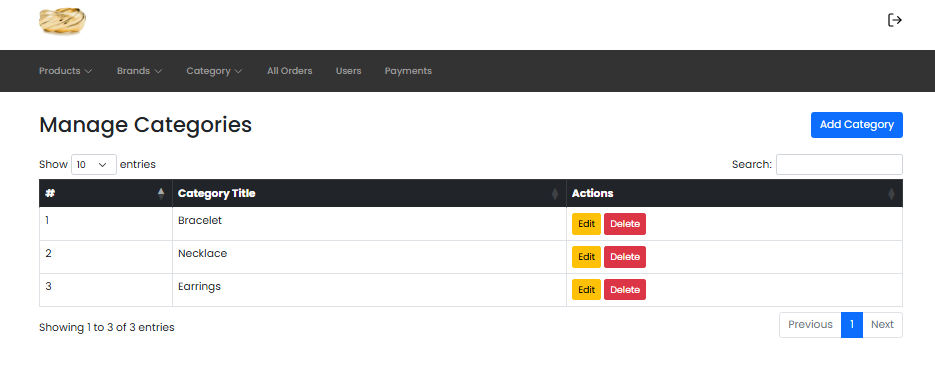 Products Brands Category All Orders Users Payments
Manage Categories Add Category
Show 10 entries Search:
# Category Title Actions
1 Bracelet Edit Delete
2 Necklace Edit Delete
3 Earrings Edit Delete
Showing 1 to 3 of 3 entries Previous 1 Next